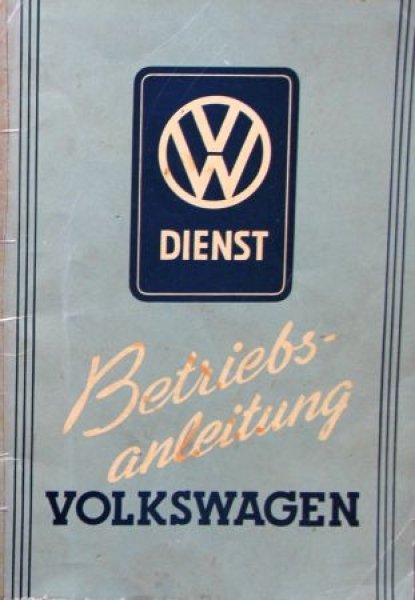 VW
DIENST
Betriebs-
anleitung
VOLKSWAGEN